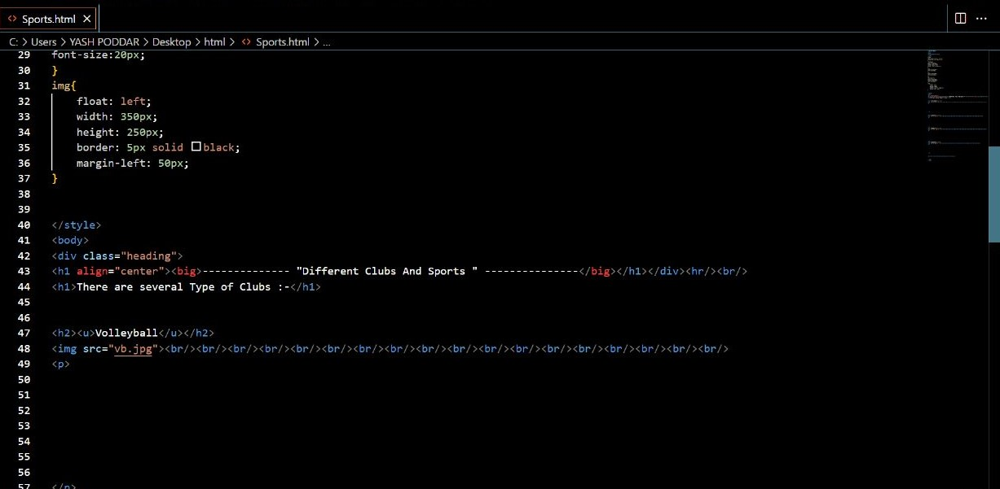 <> Sports.html ×
C: > Users > YASH PODDAR > Desktop > html > <> Sports.html > ...
29 font-size:20px;
30 }
31 img{
32 float: left;
33 width: 350px;
34 height: 250px;
35 border: 5px solid black;
36 margin-left: 50px;
37 }
38
39
40 </style>
41 <body>
42 <div class="heading">
43 <h1 align="center"><big>-------------- "Different Clubs And Sports " ---------------</big></h1></div><hr/><br/>
44 <h1>There are several Type of Clubs :-</h1>
45
46
47 <h2><u>Volleyball</u></h2>
48 <img src="vb.jpg"><br/><br/><br/><br/><br/><br/><br/><br/><br/><br/><br/><br/><br/><br/><br/><br/><br/><br/>
49 <p>
50
51
52
53
54
55
56
57 </p>